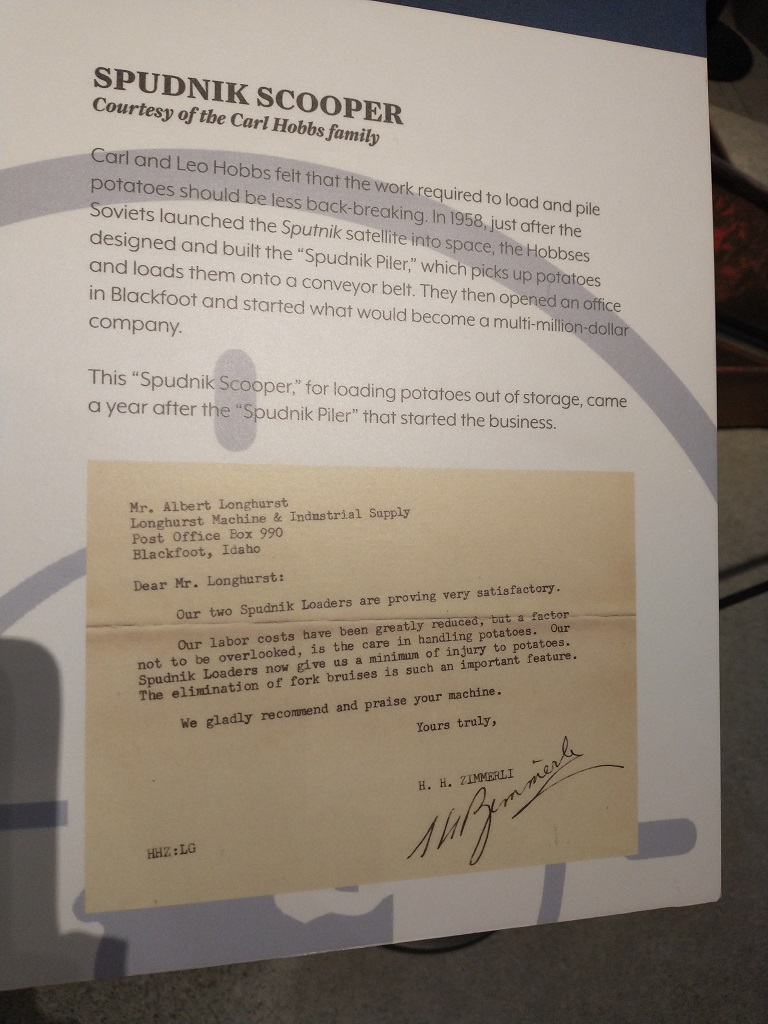 SPUDNIK SCOOPER
Courtesy of the Carl Hobbs family
Carl and Leo Hobbs felt that the work required to load and pile
potatoes should be less back-breaking. In 1958, just after the
Soviets launched the Sputnik satellite into space, the Hobbses
designed and built the “Spudnik Piler,” which picks up potatoes
and loads them onto a conveyor belt. They then opened an office
in Blackfoot and started what would become a multi-million-dollar
company.
This “Spudnik Scooper,” for loading potatoes out of storage, came
a year after the “Spudnik Piler” that started the business.
Mr. Albert Longhurst
Longhurst Machine & Industrial Supply
Post Office Box 990
Blackfoot, Idaho
Dear Mr. Longhurst:
Our two Spudnik Loaders are proving very satisfactory.
Our labor costs have been greatly reduced, but a factor
not to be overlooked, is the care in handling potatoes. Our
Spudnik Loaders now give us a minimum of injury to potatoes.
The elimination of fork bruises is such an important feature.
We gladly recommend and praise your machine.
Yours truly,
H. H. ZIMMERLI
HH Zimmerli
HHZ:LG